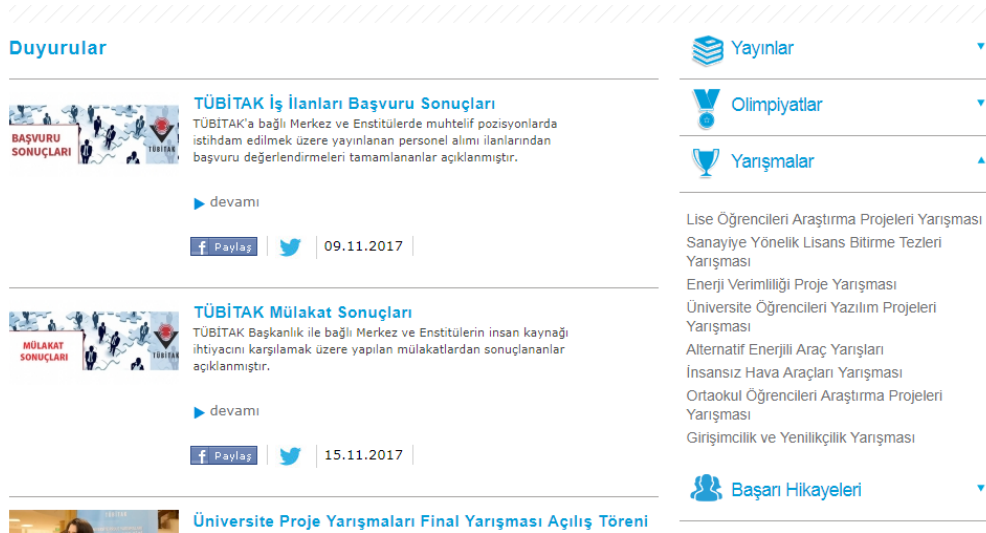 Duyurular
BAŞVURU
SONUÇLARI
TÜBİTAK
TÜBİTAK İş İlanları Başvuru Sonuçları
TÜBİTAK'a bağlı Merkez ve Enstitülerde muhtelif pozisyonlarda
istihdam edilmek üzere yayınlanan personel alımı ilanlarından
başvuru değerlendirmeleri tamamlananlar açıklanmıştır.
devamı
f Paylaş
09.11.2017
MÜLAKAT
SONUÇLARI
TÜBİTAK
TÜBİTAK Mülakat Sonuçları
TÜBİTAK Başkanlık ile bağlı Merkez ve Enstitülerin insan kaynağı
ihtiyacını karşılamak üzere yapılan mülakatlardan sonuçlananlar
açıklanmıştır.
devamı
f Paylaş
15.11.2017
Üniversite Proje Yarışmaları Final Yarışması Açılış Töreni
Yayınlar
Olimpiyatlar
Yarışmalar
Lise Öğrencileri Araştırma Projeleri Yarışması
Sanayiye Yönelik Lisans Bitirme Tezleri
Yarışması
Enerji Verimliliği Proje Yarışması
Üniversite Öğrencileri Yazılım Projeleri
Yarışması
Alternatif Enerjili Araç Yarışları
İnsansız Hava Araçları Yarışması
Ortaokul Öğrencileri Araştırma Projeleri
Yarışması
Girişimcilik ve Yenilikçilik Yarışması
Başarı Hikayeleri